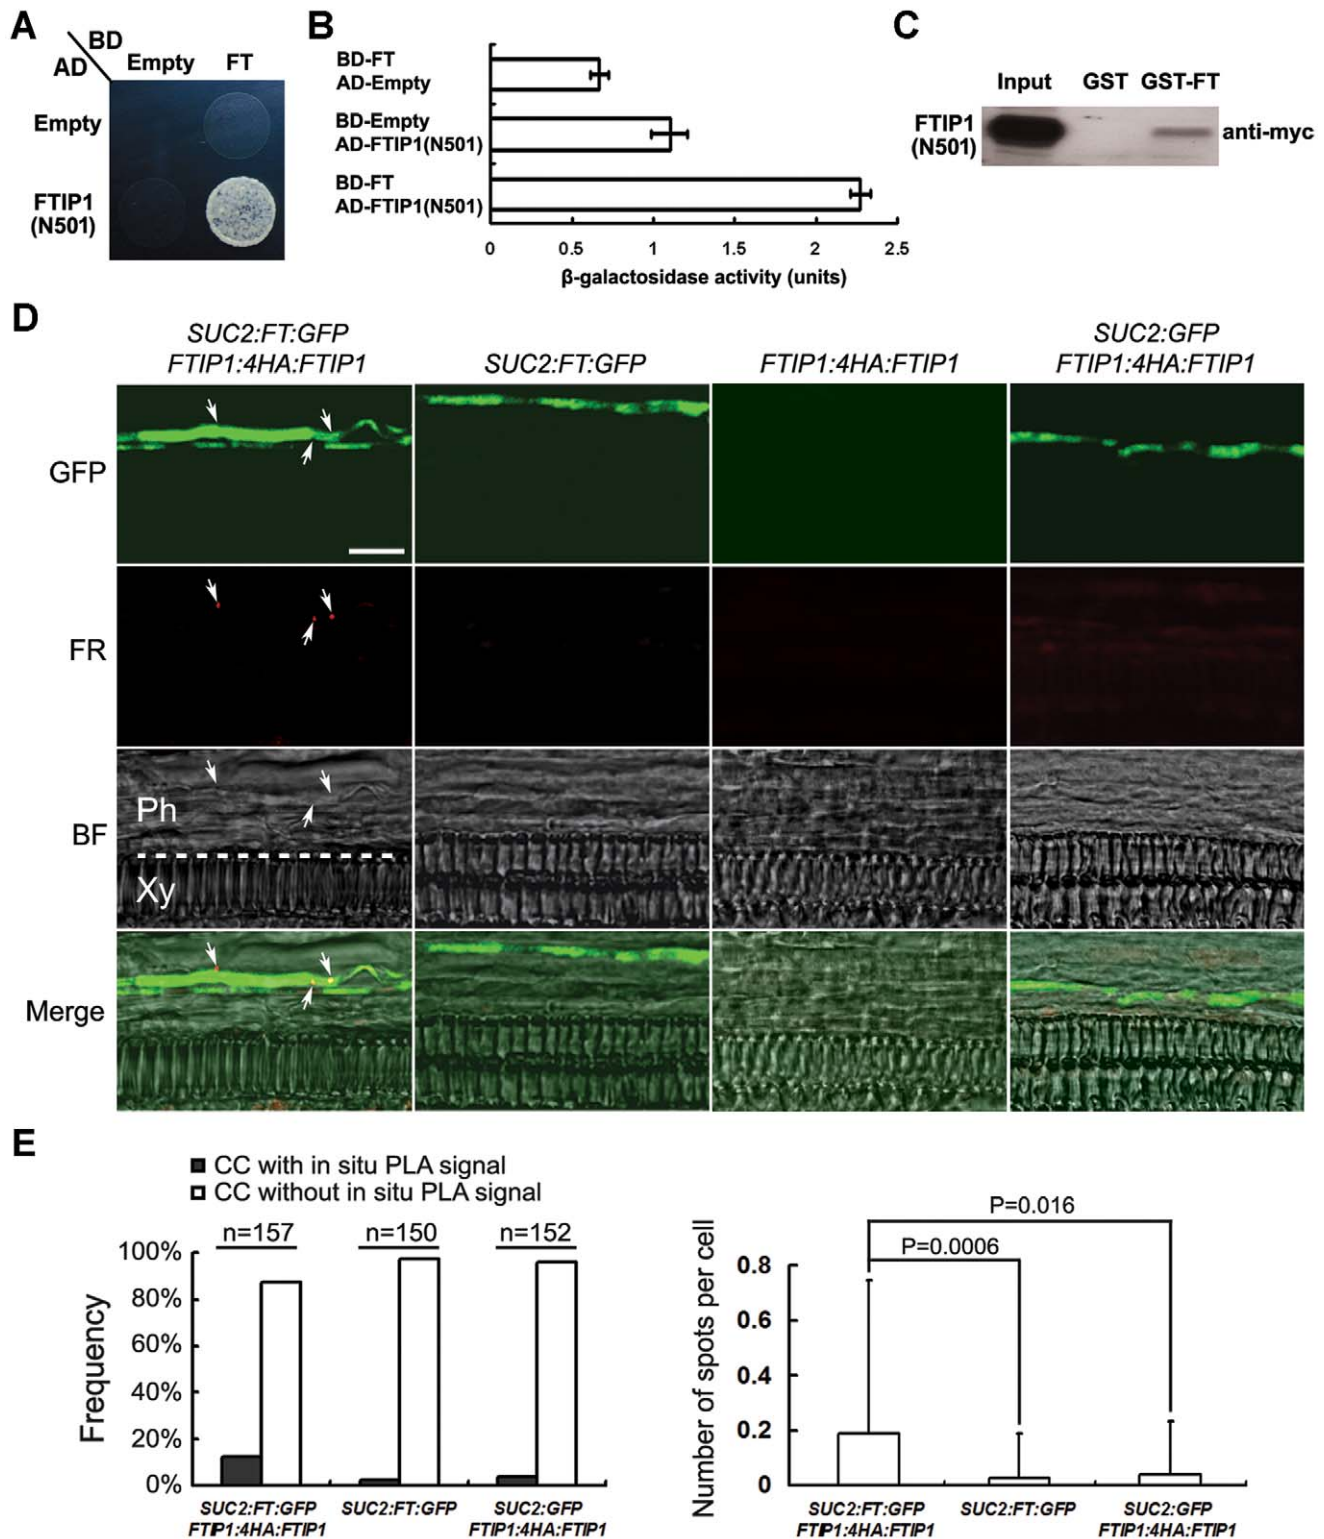 A
BD
AD
Empty FT
Empty
FTIP1
(N501)
B
BD-FT
AD-Empty
BD-Empty
AD-FTIP1(N501)
BD-FT
AD-FTIP1(N501)
0 0.5 1 1.5 2 2.5
β-galactosidase activity (units)
C
Input GST GST-FT
FTIP1
(N501)
anti-myc
D
SUC2:FT:GFP
FTIP1:4HA:FTIP1
SUC2:FT:GFP
FTIP1:4HA:FTIP1
SUC2:GFP
FTIP1:4HA:FTIP1
GFP
FR
BF
Ph
Xy
Merge
E
CC with in situ PLA signal
CC without in situ PLA signal
n=157 n=150 n=152
100%
80%
60%
40%
20%
0%
Frequency
SUC2:FT:GFP
FTIP1:4HA:FTIP1
SUC2:FT:GFP
SUC2:GFP
FTIP1:4HA:FTIP1
P=0.016
P=0.0006
0.8
0.6
0.4
0.2
0
Number of spots per cell
SUC2:FT:GFP
FTIP1:4HA:FTIP1
SUC2:FT:GFP
SUC2:GFP
FTIP1:4HA:FTIP1